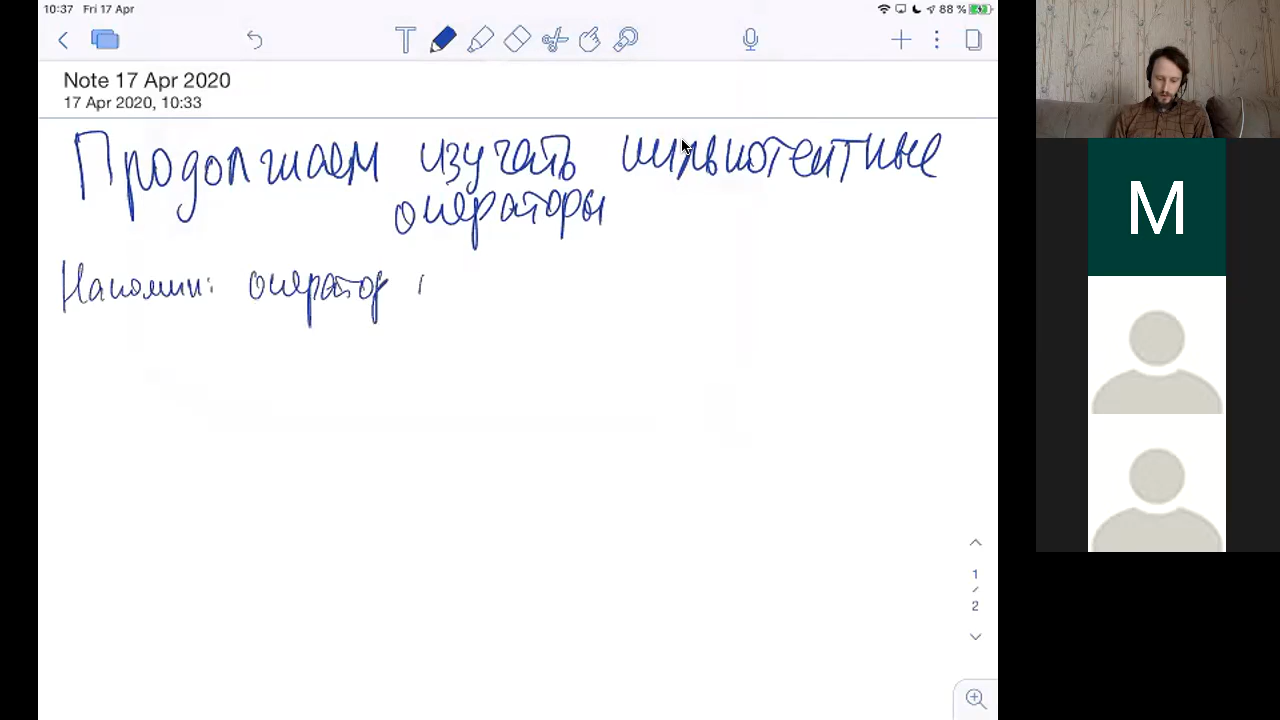 10:37 Fri 17 Apr
88 %
T
Note 17 Apr 2020
17 Apr 2020, 10:33
Продолжаем изучать нильпотентные
операторы
Напомин: оператор
1
2
M